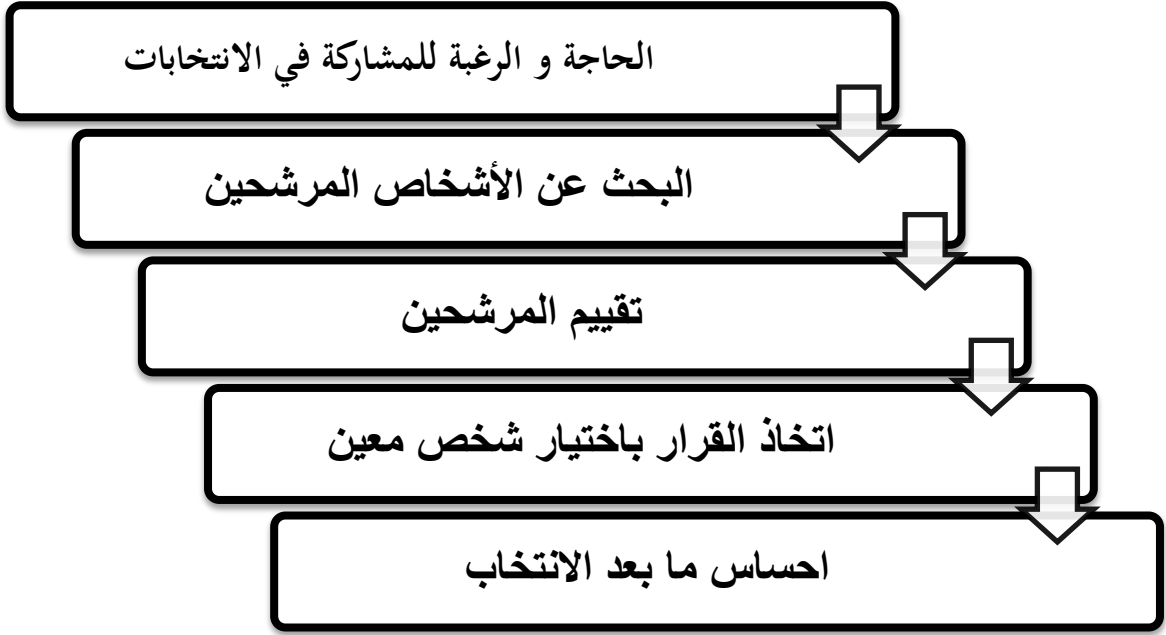 الحاجة و الرغبة للمشاركة في الانتخابات
البحث عن الأشخاص المرشحين
تقييم المرشحين
اتخاذ القرار باختيار شخص معين
احساس ما بعد الانتخاب